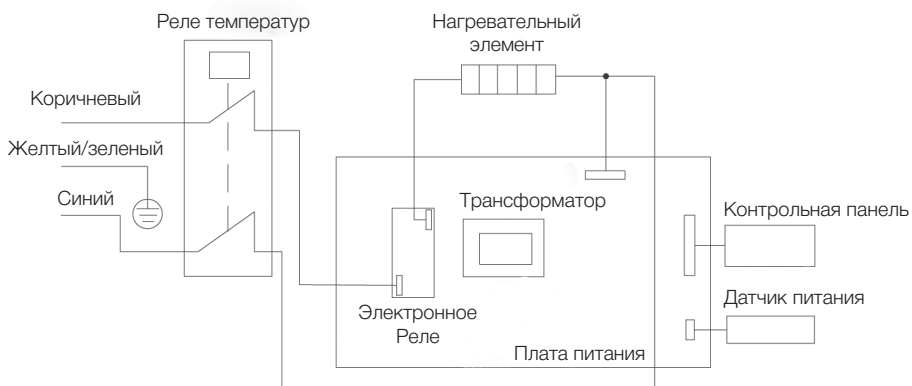 Реле температур
Нагревательный
элемент
Коричневый
Желтый/зеленый
Синий
Трансформатор
Контрольная панель
Датчик питания
Электронное
Реле
Плата питания